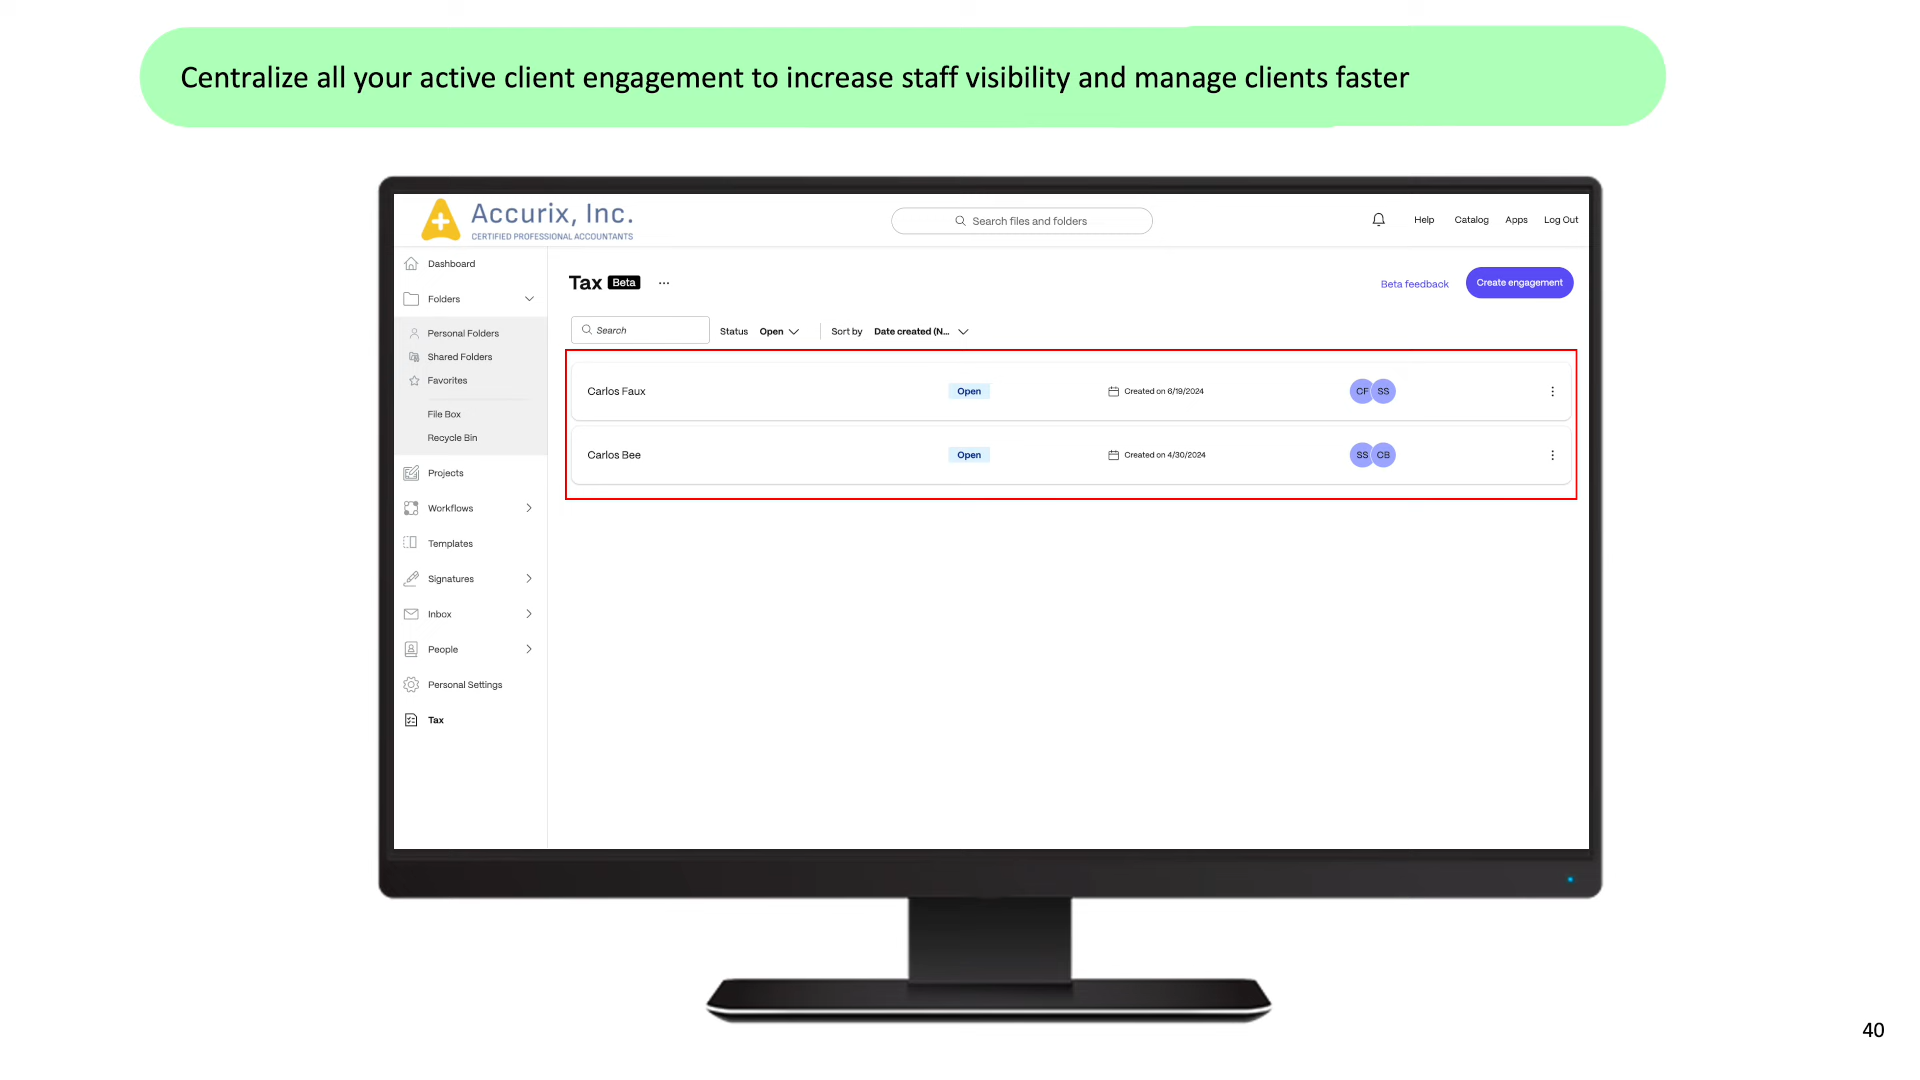 Centralize all your active client engagement to increase staff visibility and manage clients faster
Accurix, Inc.
CERTIFIED PROFESSIONAL ACCOUNTANTS
Search files and folders
Help Catalog Apps Log Out
Dashboard
Folders
Personal Folders
Shared Folders
Favorites
File Box
Recycle Bin
Projects
Workflows
Templates
Signatures
Inbox
People
Personal Settings
Tax
Tax Beta ...
Beta feedback Create engagement
Search Status Open Sort by Date created (N...
Carlos Faux Open Created on 6/19/2024 CF SS
Carlos Bee Open Created on 4/30/2024 SS CB
40